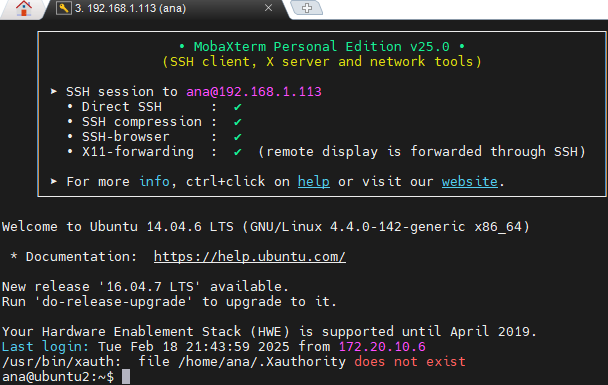 3. 192.168.1.113 (ana)
• MobaXterm Personal Edition v25.0 •
(SSH client, X server and network tools)
➤ SSH session to ana@192.168.1.113
• Direct SSH : ✔
• SSH compression : ✔
• SSH-browser : ✔
• X11-forwarding : ✔ (remote display is forwarded through SSH)
➤ For more info, ctrl+click on help or visit our website.
Welcome to Ubuntu 14.04.6 LTS (GNU/Linux 4.4.0-142-generic x86_64)
* Documentation: https://help.ubuntu.com/
New release '16.04.7 LTS' available.
Run 'do-release-upgrade' to upgrade to it.
Your Hardware Enablement Stack (HWE) is supported until April 2019.
Last login: Tue Feb 18 21:43:59 2025 from 172.20.10.6
/usr/bin/xauth: file /home/ana/.Xauthority does not exist
ana@ubuntu2:~$